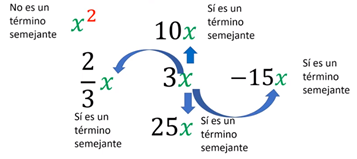 No es un
término
semejante
x²
10x
Sí es un
término
semejante
2/3 x
Sí es un
término
semejante
3x
−15x
Sí es un
término
semejante
25x
Sí es un
término
semejante